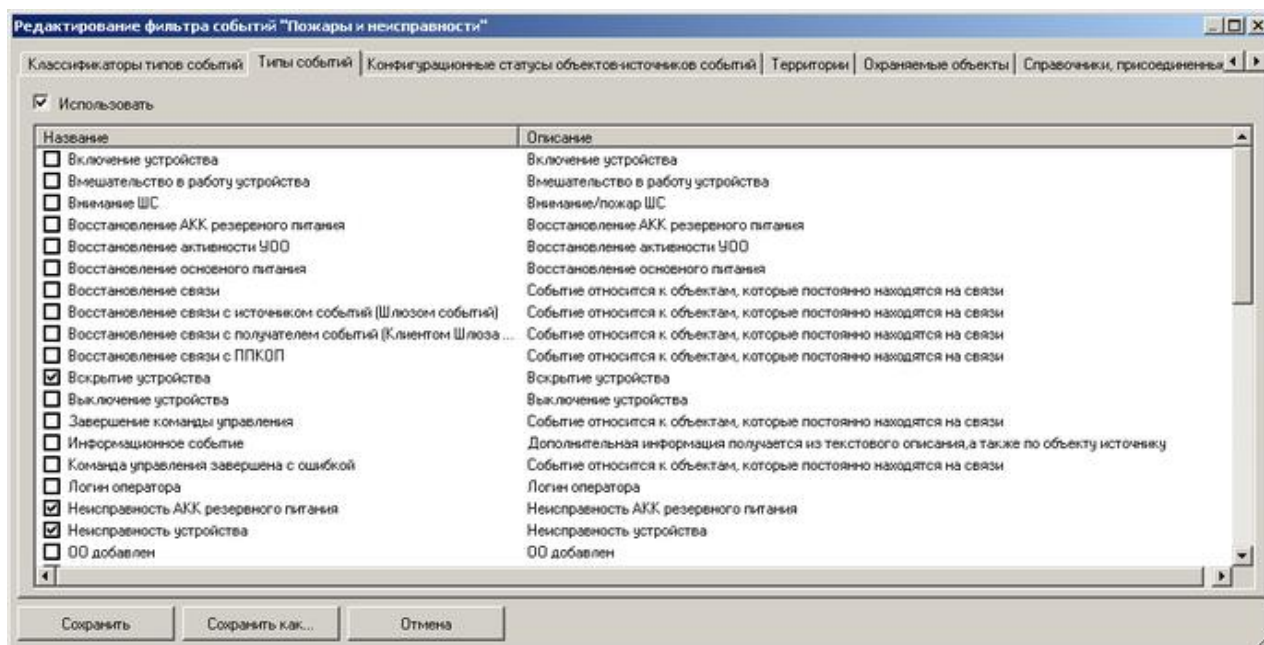 Редактирование фильтра событий "Пожары и неисправности"
Классификаторы типов событий Типы событий Конфигурационные статусы объектов-источников событий Территории Охраняемые объекты Справочники, присоединенны
Использовать
Название Описание
Включение устройства Включение устройства
Вмешательство в работу устройства Вмешательство в работу устройства
Внимание ШС Внимание/пожар ШС
Восстановление АКК резервного питания Восстановление АКК резервного питания
Восстановление активности УОО Восстановление активности УОО
Восстановление основного питания Восстановление основного питания
Восстановление связи Событие относится к объектам, которые постоянно находятся на связи
Восстановление связи с источником событий (Шлюзом событий) Событие относится к объектам, которые постоянно находятся на связи
Восстановление связи с получателем событий (Клиентом Шлюза ... Событие относится к объектам, которые постоянно находятся на связи
Восстановление связи с ППКОП Событие относится к объектам, которые постоянно находятся на связи
Вскрытие устройства Вскрытие устройства
Выключение устройства Выключение устройства
Завершение команды управления Событие относится к объектам, которые постоянно находятся на связи
Информационное событие Дополнительная информация получается из текстового описания,а также по объекту источнику
Команда управления завершена с ошибкой Событие относится к объектам, которые постоянно находятся на связи
Логин оператора Логин оператора
Неисправность АКК резервного питания Неисправность АКК резервного питания
Неисправность устройства Неисправность устройства
ОО добавлен ОО добавлен
Сохранить Сохранить как... Отмена